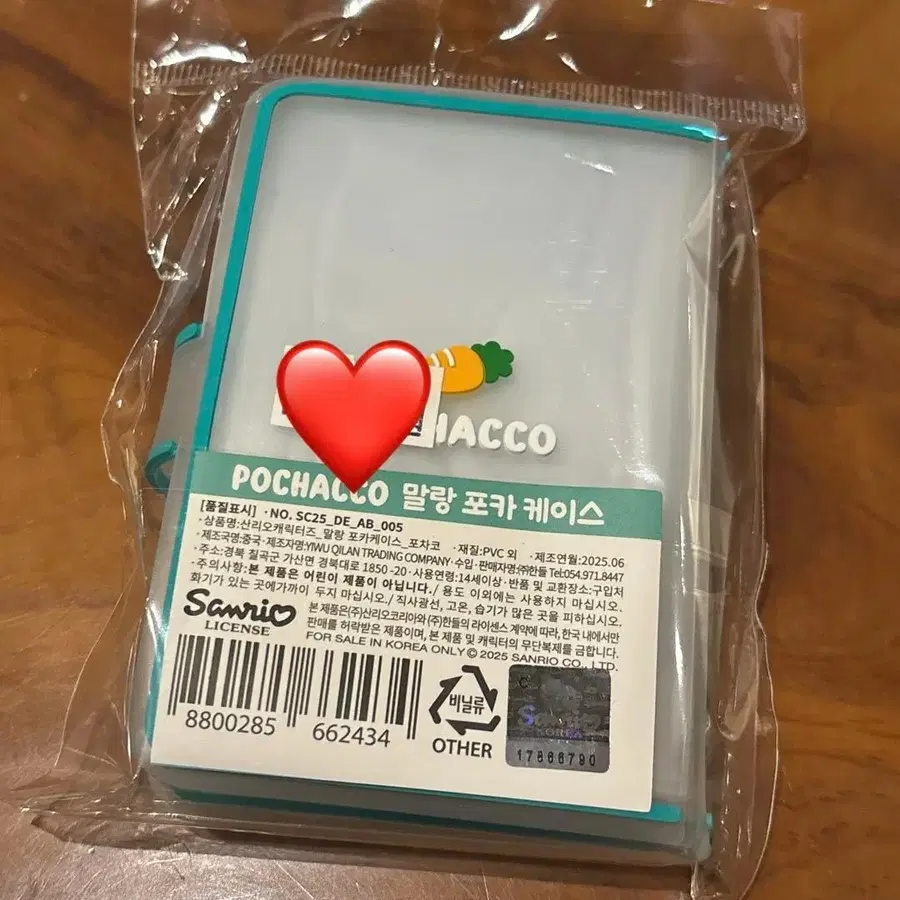 HACCO
POCHACCO 말랑 포카 케이스
[품질표시] ·NO. SC25_DE_AB_005
·상품명:산리오캐릭터즈_말랑 포카케이스_포차코 ·재질:PVC 외 ·제조연월:2025.06
·제조국명:중국·제조자명:YIWU QILAN TRADING COMPANY·수입·판매자명:㈜한들 Tel:054.971.8447
·주소:경북 칠곡군 가산면 경북대로 1850-20·사용연령:14세이상·반품 및 교환장소:구입처
·주의사항:본 제품은 어린이 제품이 아닙니다./ 용도 이외에는 사용하지 마십시오.
화기가 있는 곳에가까이 두지 마십시오./ 직사광선, 고온, 습기가 많은 곳을 피하십시오.
Sanrio
LICENSE
본 제품은(주)산리오코리아와 (주)한들의 라이센스 계약에 따라, 한국 내에서만
판매를 허락받은 제품이며, 본 제품 및 캐릭터의 무단복제를 금합니다.
FOR SALE IN KOREA ONLY © 2025 SANRIO CO., LTD.
8800285 662434
비닐류
OTHER
Sanrio
KOREA
17866790